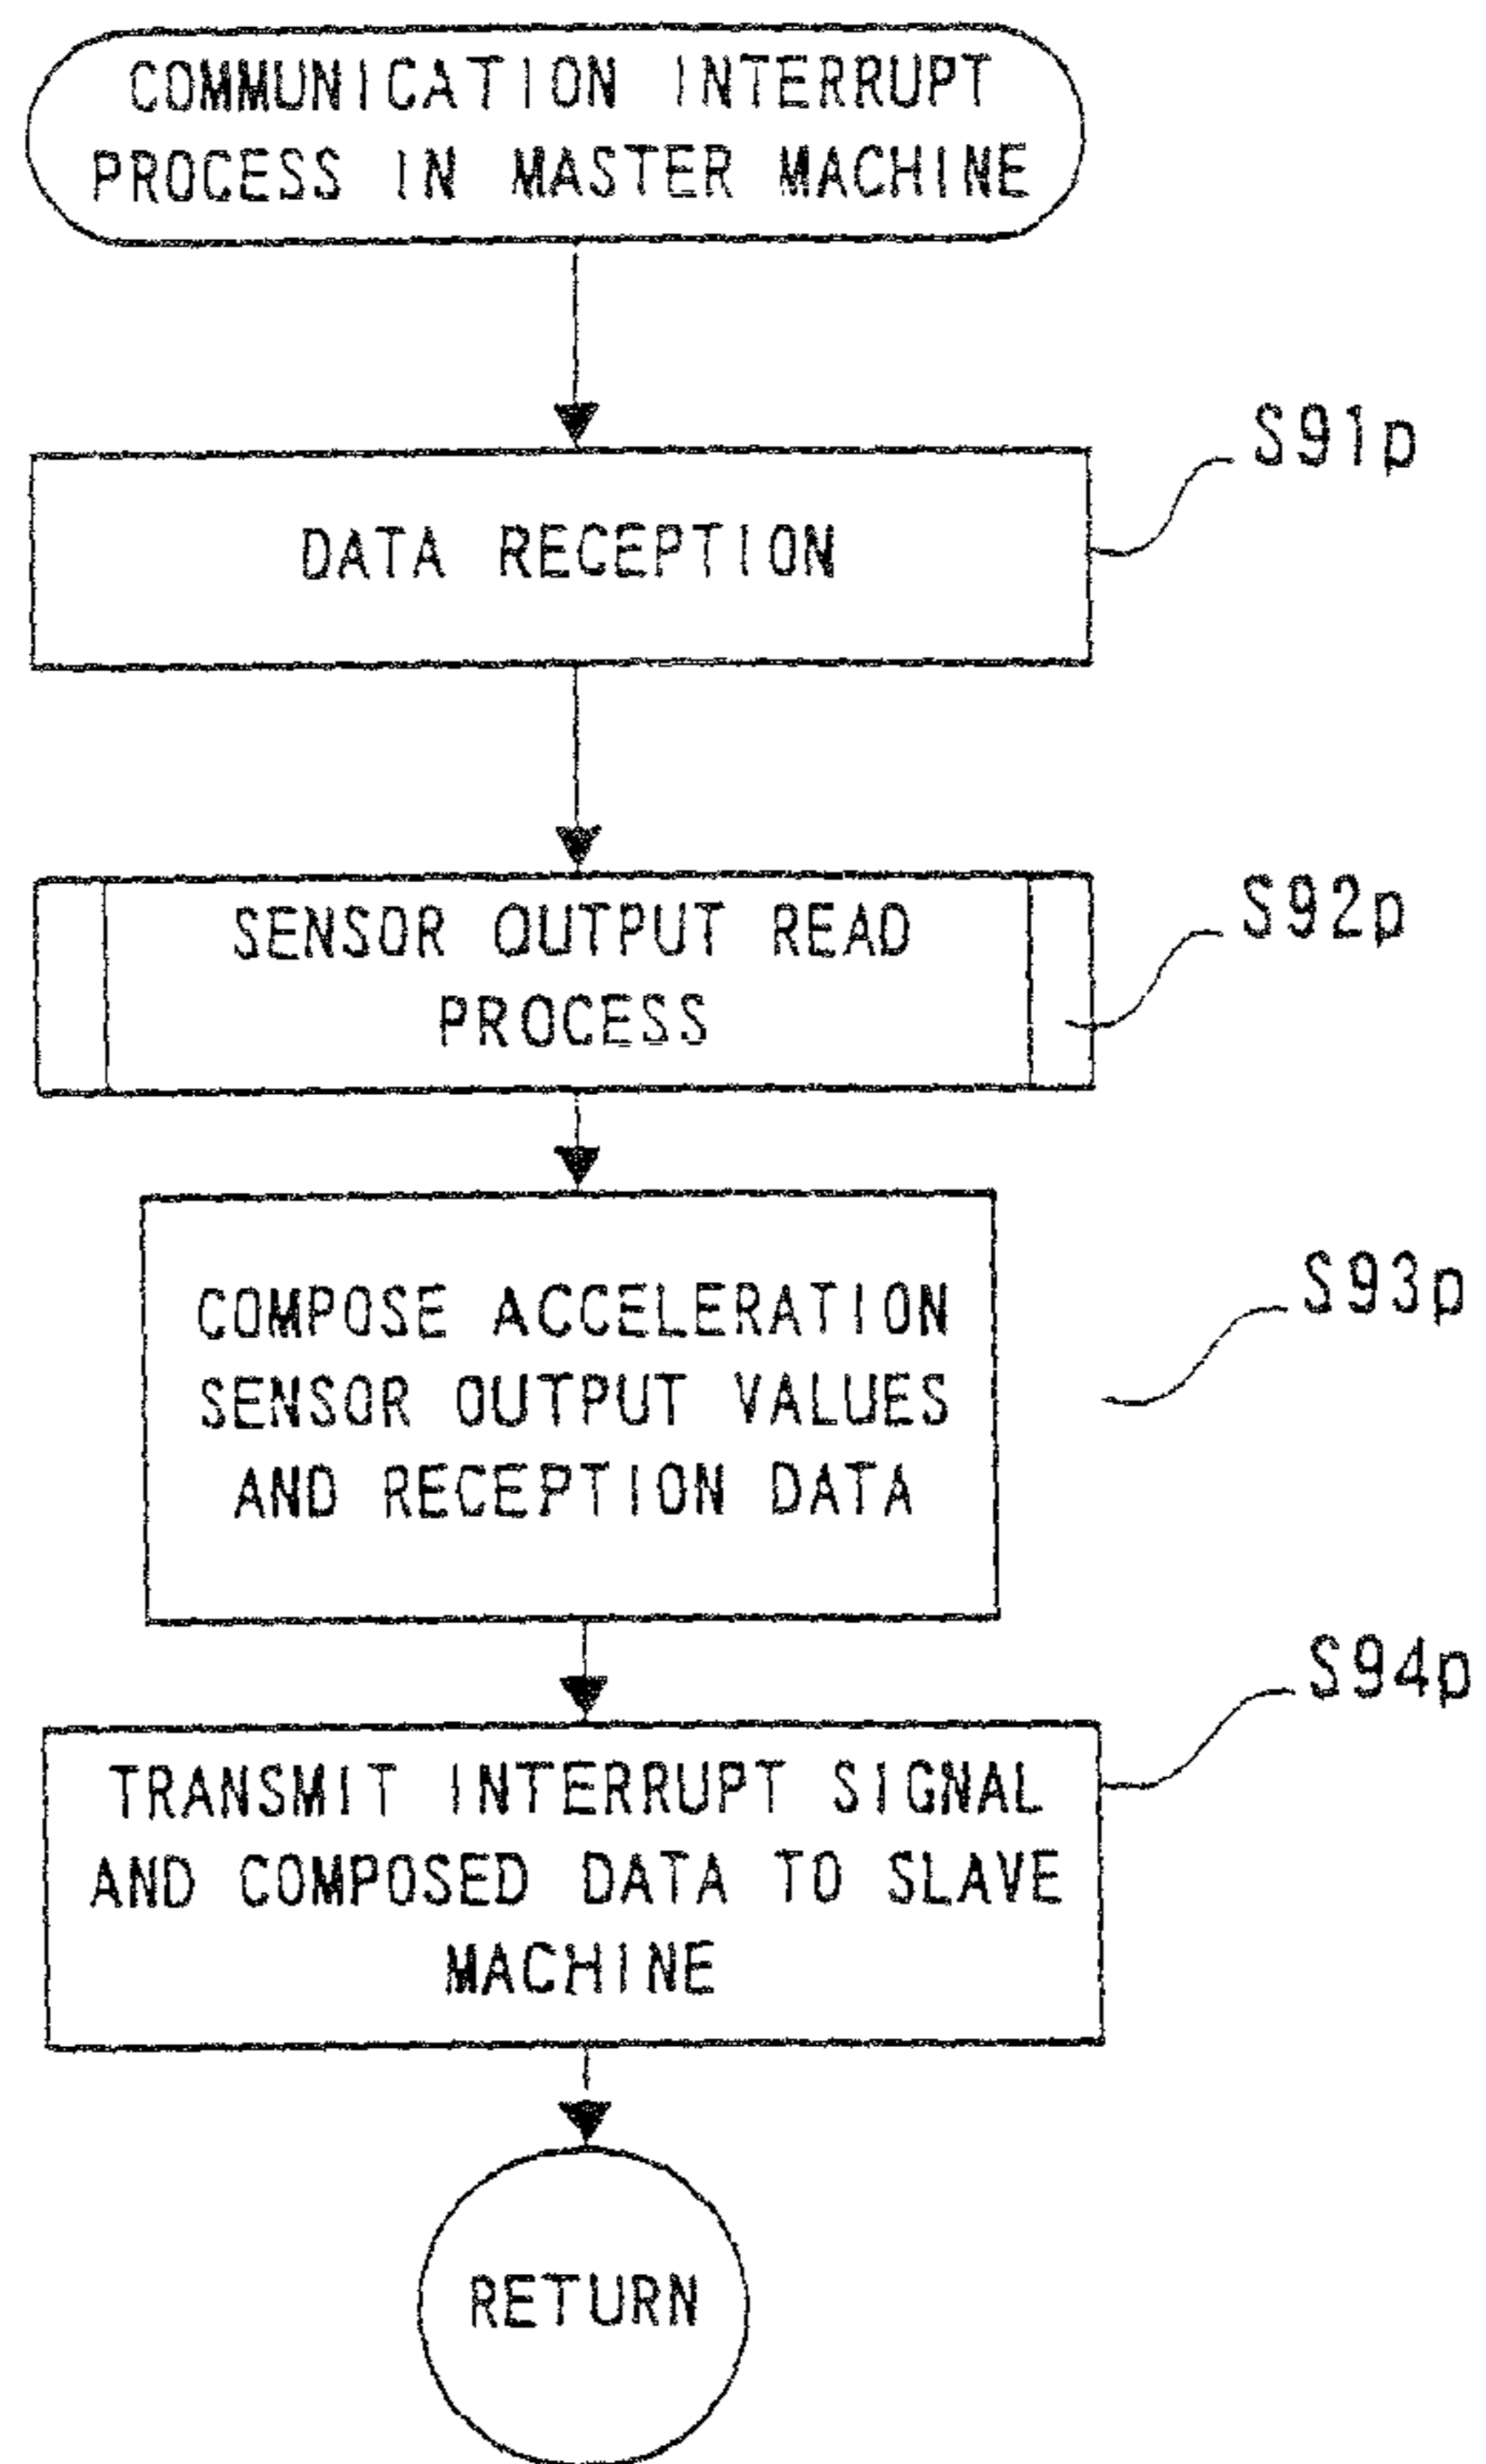 COMMUNICATION INTERRUPT
PROCESS IN MASTER MACHINE
S91p
DATA RECEPTION
S92p
SENSOR OUTPUT READ
PROCESS
S93p
COMPOSE ACCELERATION
SENSOR OUTPUT VALUES
AND RECEPTION DATA
S94p
TRANSMIT INTERRUPT SIGNAL
AND COMPOSED DATA TO SLAVE
MACHINE
RETURN